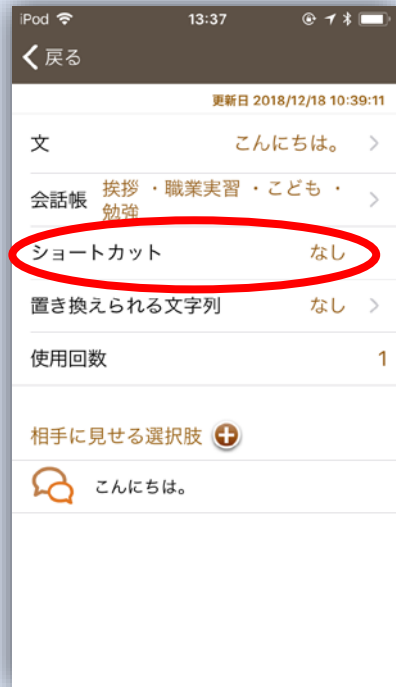 iPod 13:37
戻る
更新日 2018/12/18 10:39:11
文 こんにちは。
会話帳 挨拶 ・職業実習 ・こども ・
勉強
ショートカット なし
置き換えられる文字列 なし
使用回数 1
相手に見せる選択肢
こんにちは。